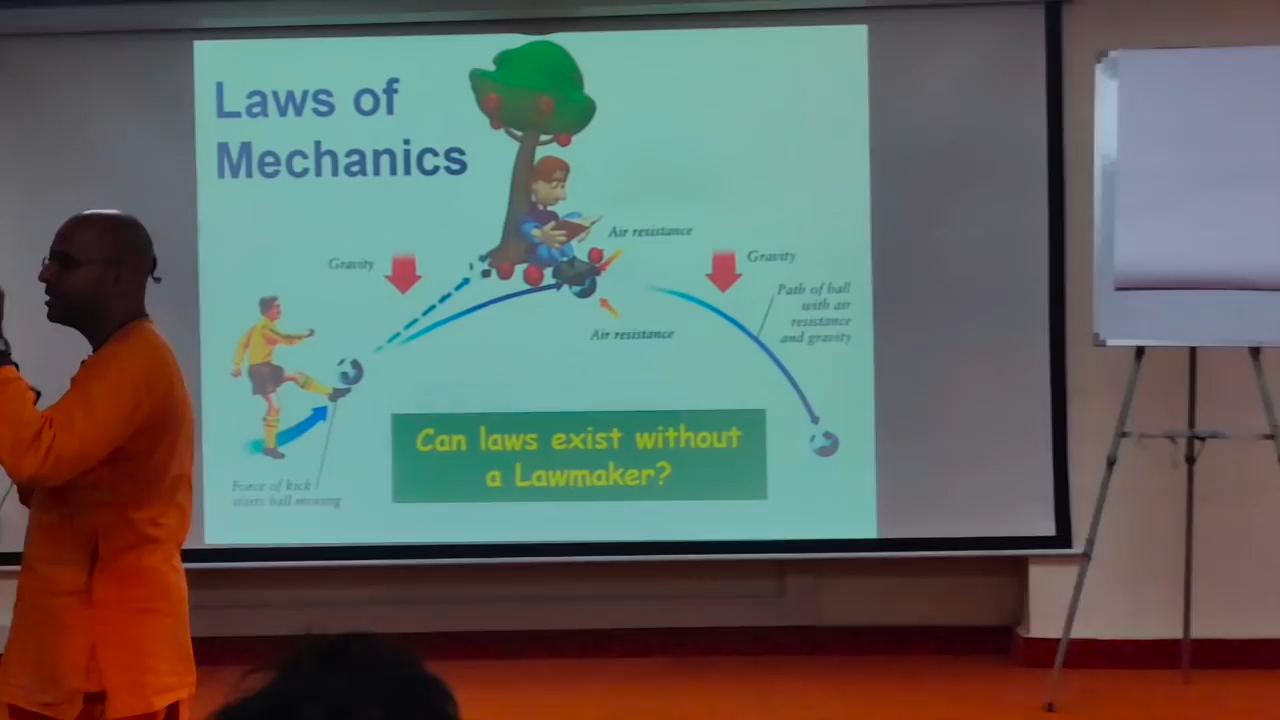 Laws of
Mechanics
Air resistance
Gravity
Gravity
Path of ball
with air
resistance
and gravity
Air resistance
Can laws exist without
a Lawmaker?
Force of kick
starts ball moving